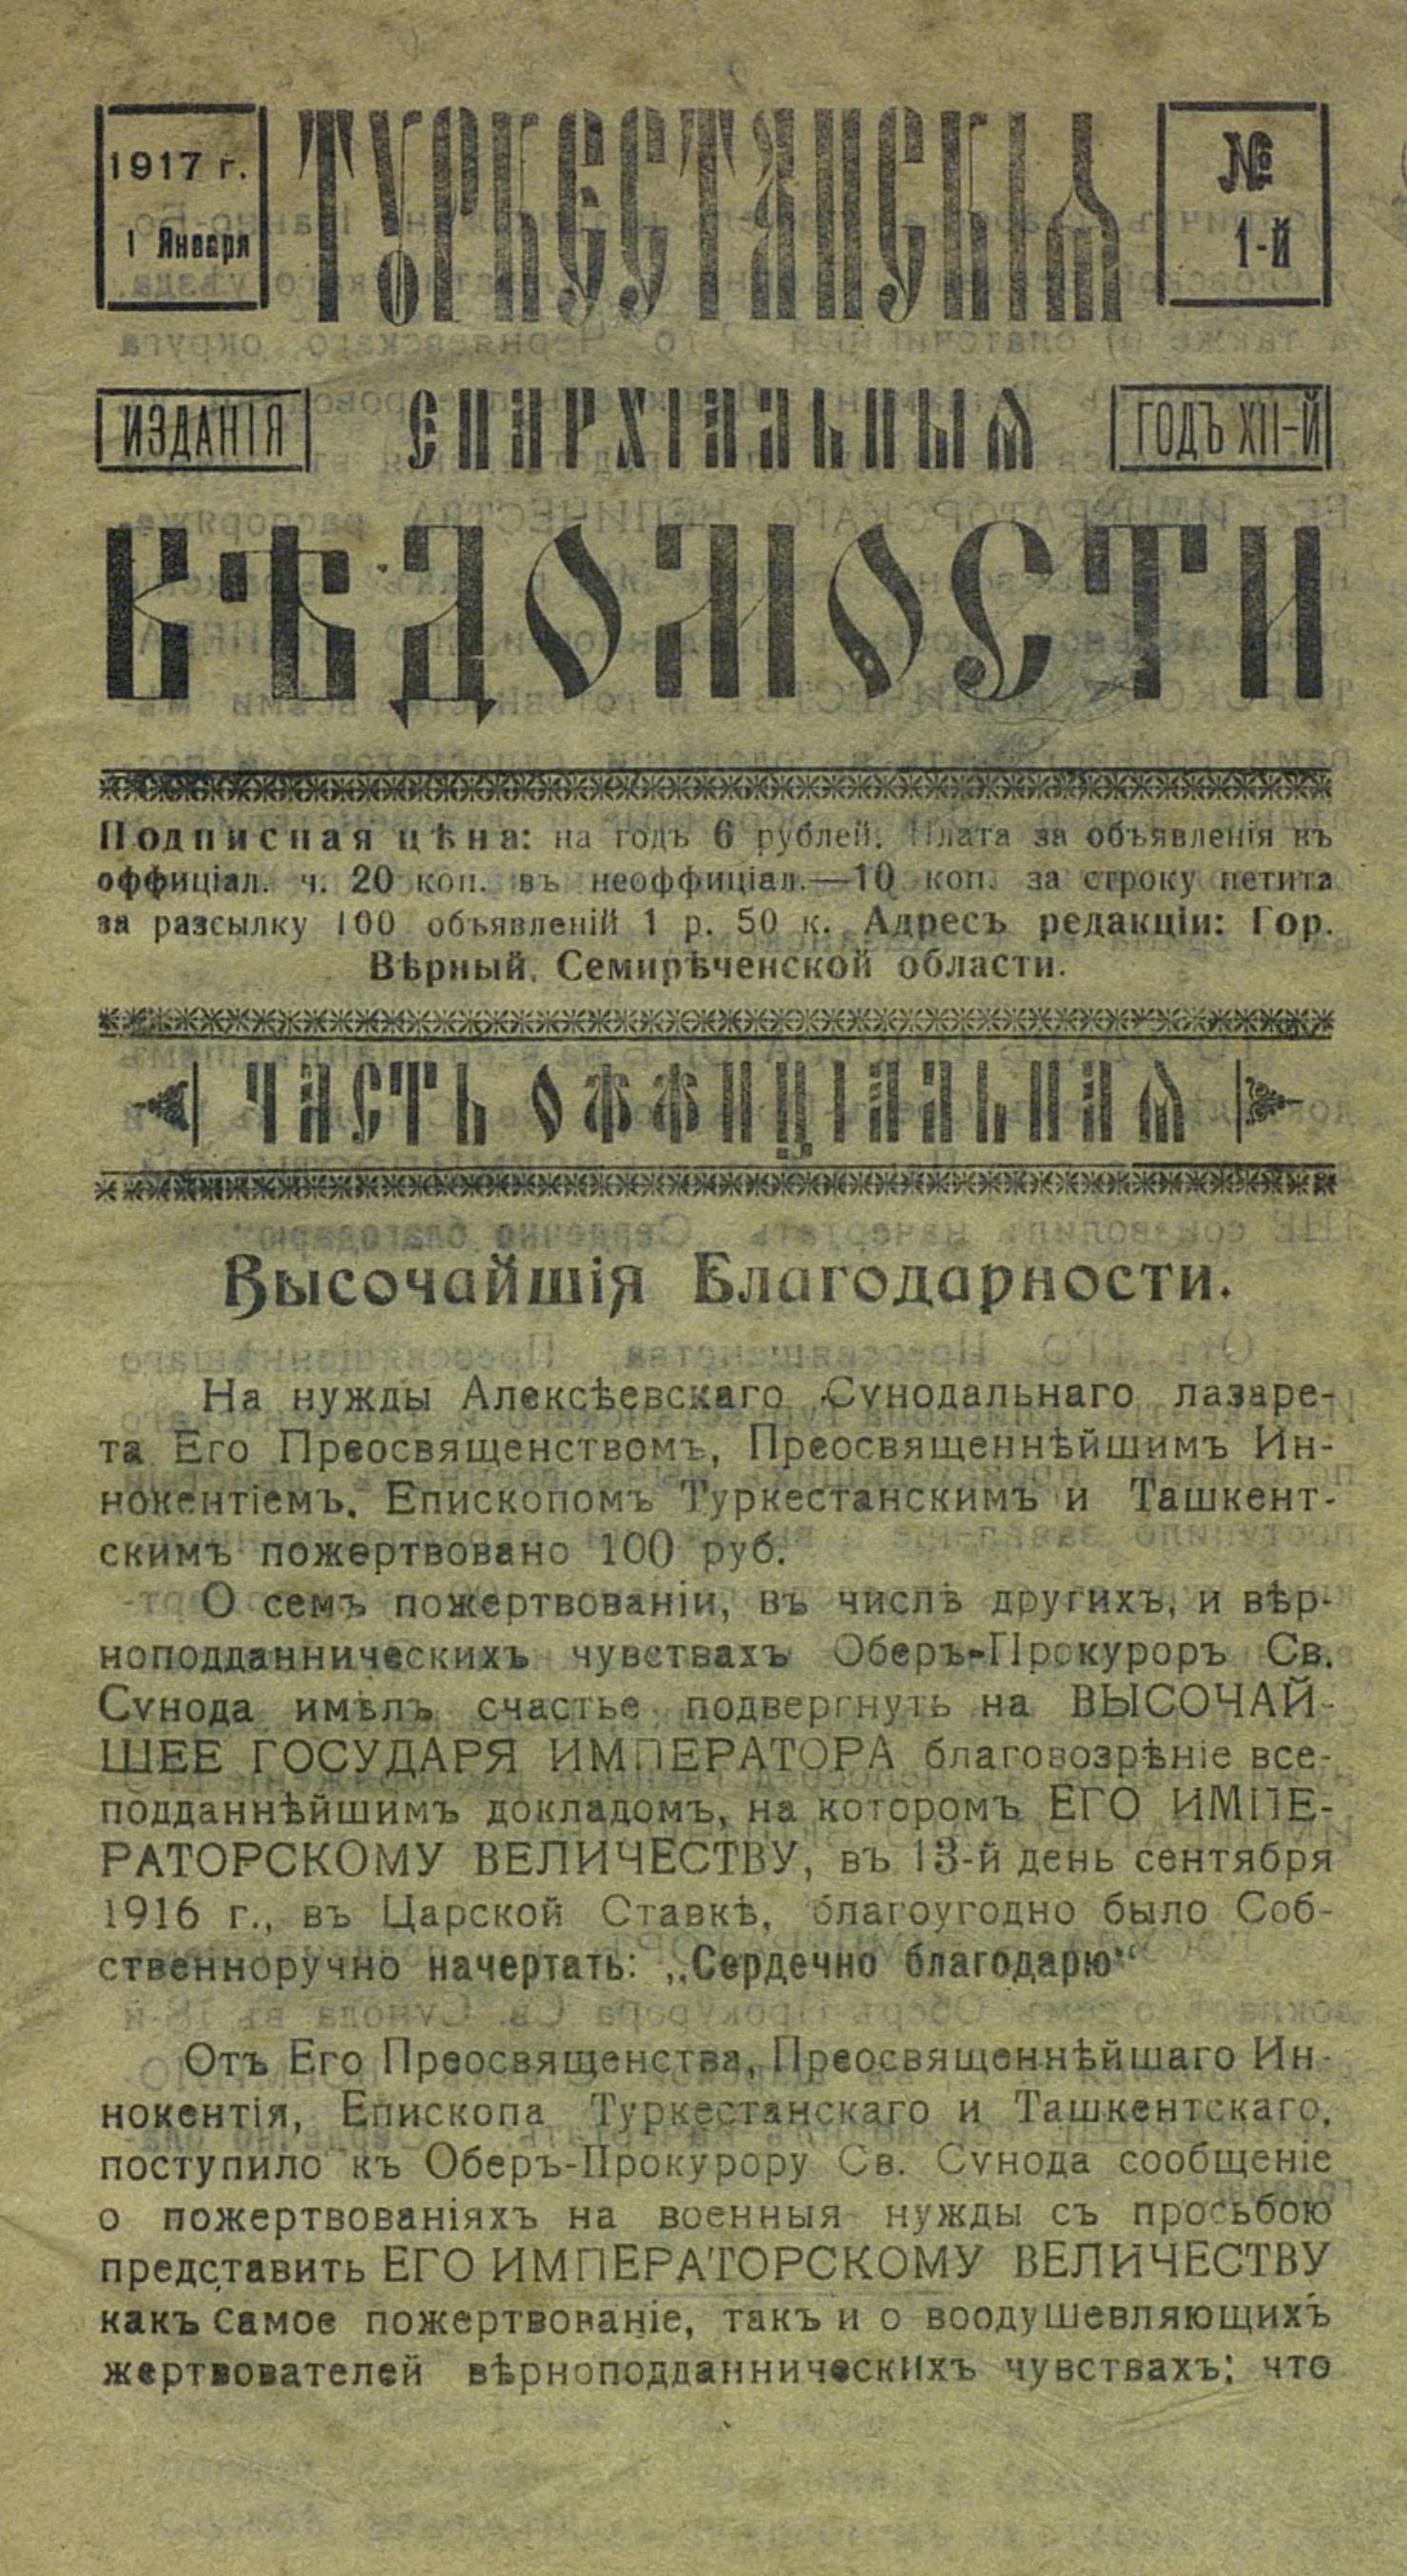 1917 г.
1 Января
ТУРКЕСТАНСКІЯ
№
1-й
ИЗДАНІЯ
ЕПАРХІАЛЬНЫЯ
ГОДЪ XII-Й
ВѢДОМОСТИ
Подписная цѣна: на годъ 6 рублей. Плата за объявленія въ
оффиціал. ч. 20 коп. въ неоффиціал.—10 коп. за строку петита
за разсылку 100 объявленій 1 р. 50 к. Адресъ редакціи: Гор.
Вѣрный, Семирѣченской области.
ЧАСТЬ ОФФИЦІАЛЬНАЯ
Высочайшія Благодарности.
На нужды Алексѣевскаго Сѵнодальнаго лазаре-
та Его Преосвященствомъ, Преосвященнѣйшимъ Ин-
нокентіемъ, Епископомъ Туркестанскимъ и Ташкент-
скимъ пожертвовано 100 руб.
О семъ пожертвованіи, въ числѣ другихъ, и вѣр-
ноподданническихъ чувствахъ Оберъ-Прокуроръ Св.
Сѵнода имѣлъ счастье подвергнуть на ВЫСОЧАЙ-
ШЕЕ ГОСУДАРЯ ИМПЕРАТОРА благовозрѣніе все-
подданнѣйшимъ докладомъ, на которомъ ЕГО ИМПЕ-
РАТОРСКОМУ ВЕЛИЧЕСТВУ, въ 13-й день сентября
1916 г., въ Царской Ставкѣ, благоугодно было Соб-
ственноручно начертать: „Сердечно благодарю“
Отъ Его Преосвященства, Преосвященнѣйшаго Ин-
нокентія, Епископа Туркестанскаго и Ташкентскаго,
поступило къ Оберъ-Прокурору Св. Сѵнода сообщеніе
о пожертвованіяхъ на военныя нужды съ просьбою
представить ЕГО ИМПЕРАТОРСКОМУ ВЕЛИЧЕСТВУ
какъ самое пожертвованіе, такъ и о воодушевляющихъ
жертвователей вѣрноподданническихъ чувствахъ; что